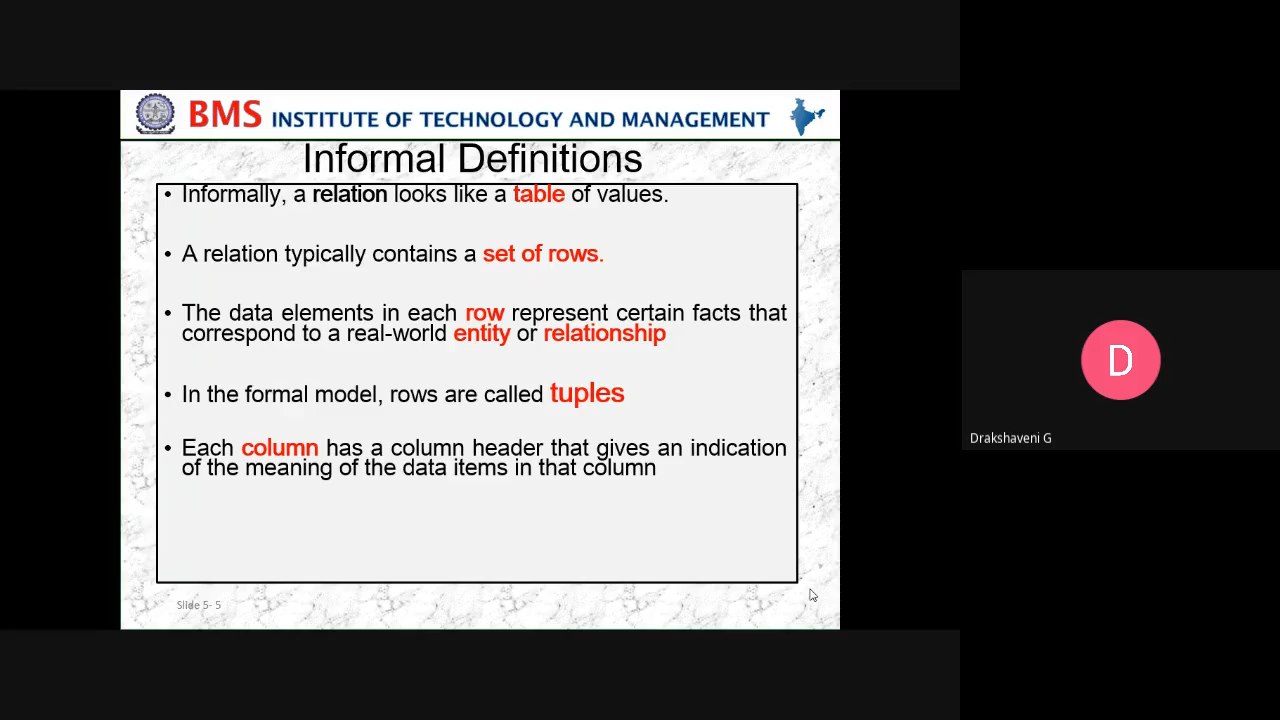 BMS INSTITUTE OF TECHNOLOGY AND MANAGEMENT
Informal Definitions
• Informally, a relation looks like a table of values.
• A relation typically contains a set of rows.
• The data elements in each row represent certain facts that
correspond to a real-world entity or relationship
• In the formal model, rows are called tuples
• Each column has a column header that gives an indication
of the meaning of the data items in that column
Slide 5- 5
D
Drakshaveni G